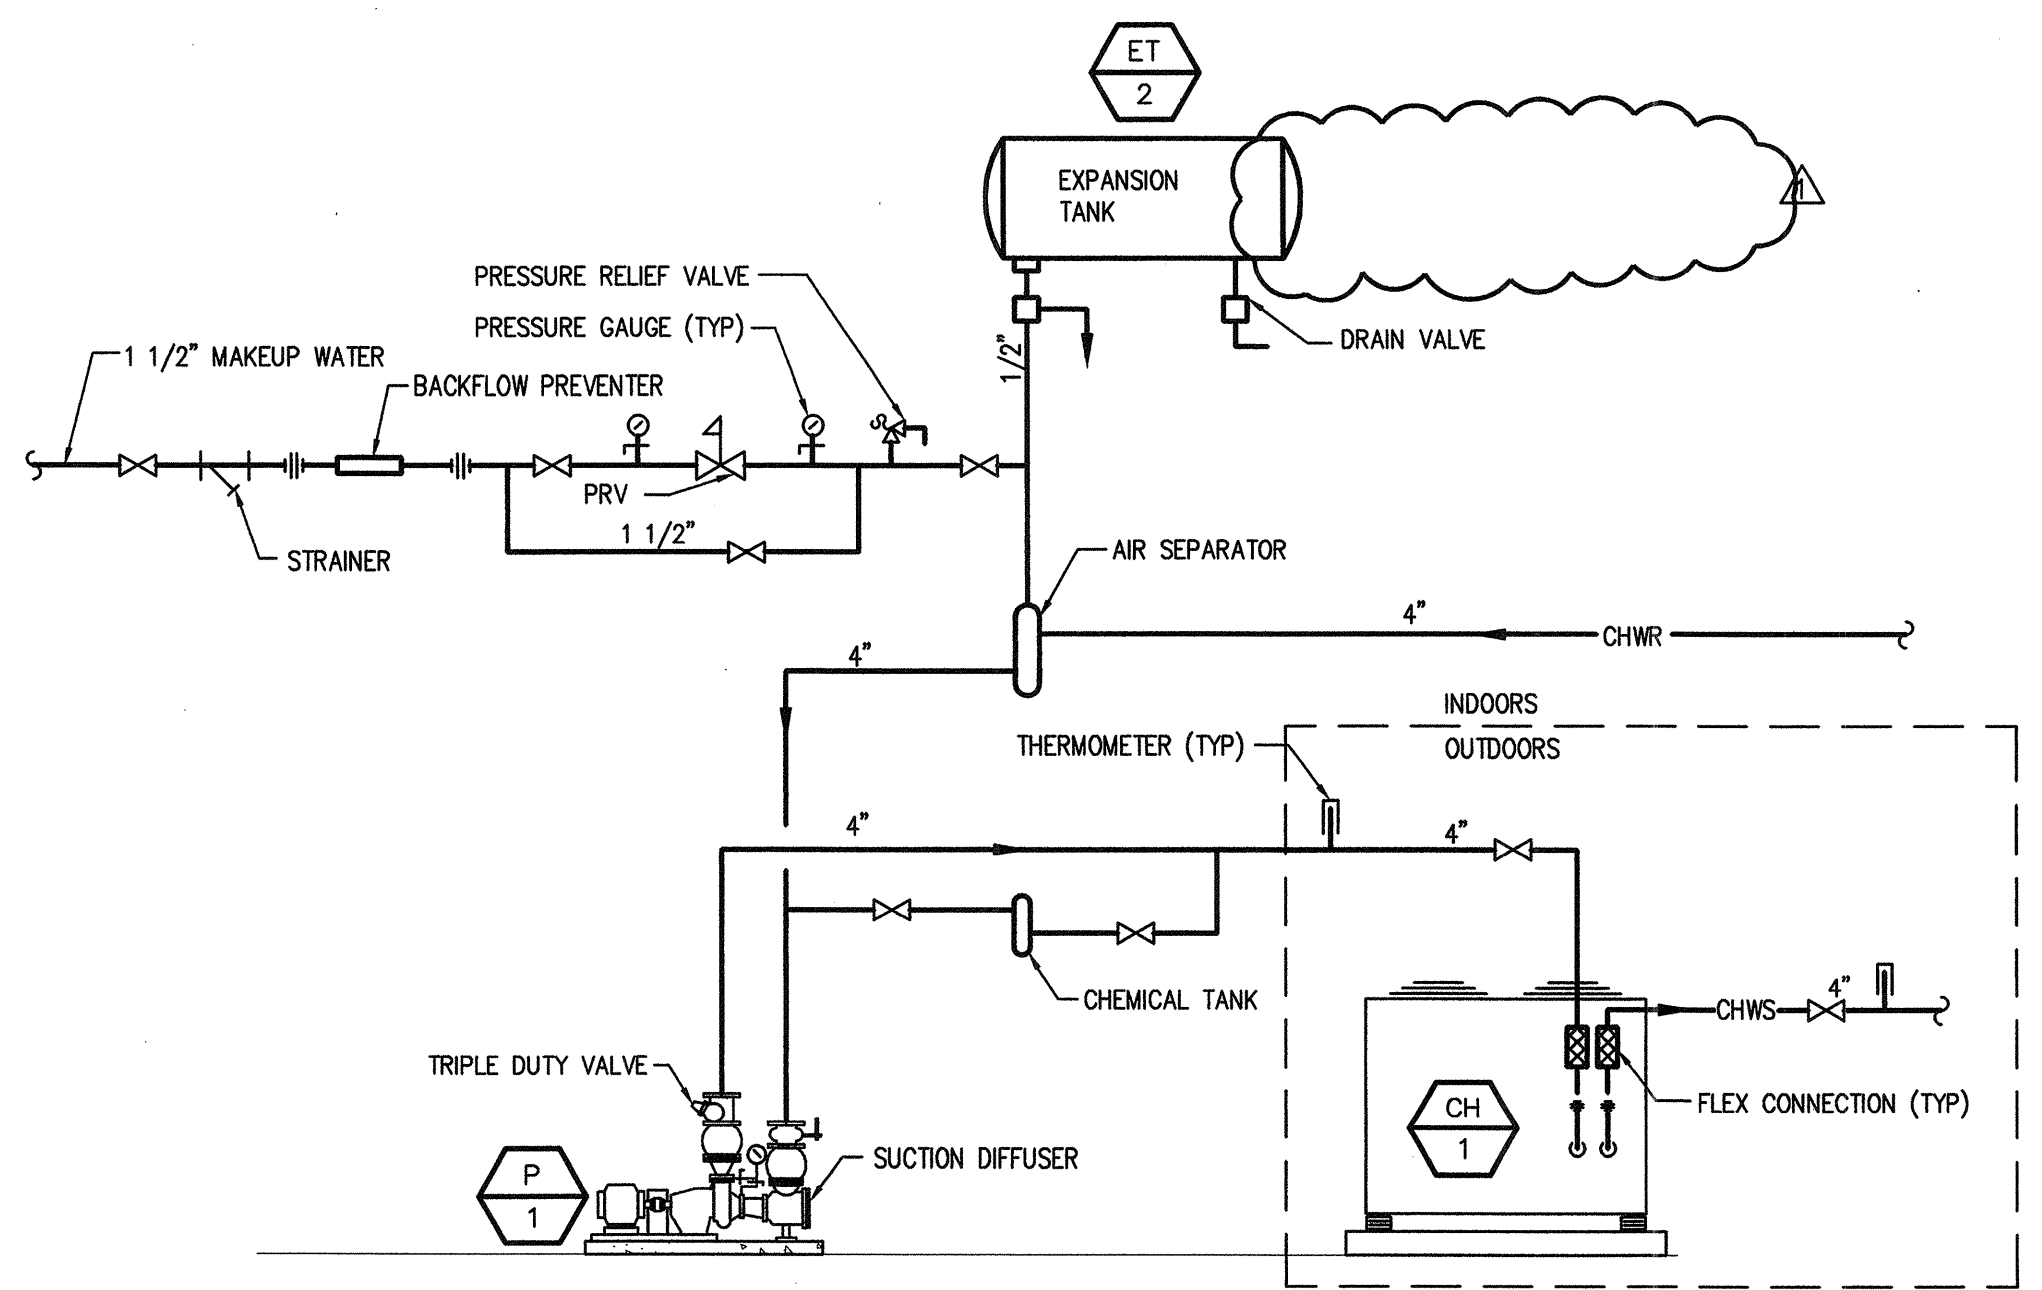 ET
2
EXPANSION
TANK
1
PRESSURE RELIEF VALVE
PRESSURE GAUGE (TYP)
DRAIN VALVE
1 1/2" MAKEUP WATER
1/2"
BACKFLOW PREVENTER
PRV
1 1/2"
STRAINER
AIR SEPARATOR
4"
CHWR
4"
INDOORS
THERMOMETER (TYP)
OUTDOORS
4"
4"
CHEMICAL TANK
4"
CHWS
TRIPLE DUTY VALVE
FLEX CONNECTION (TYP)
CH
1
SUCTION DIFFUSER
P
1